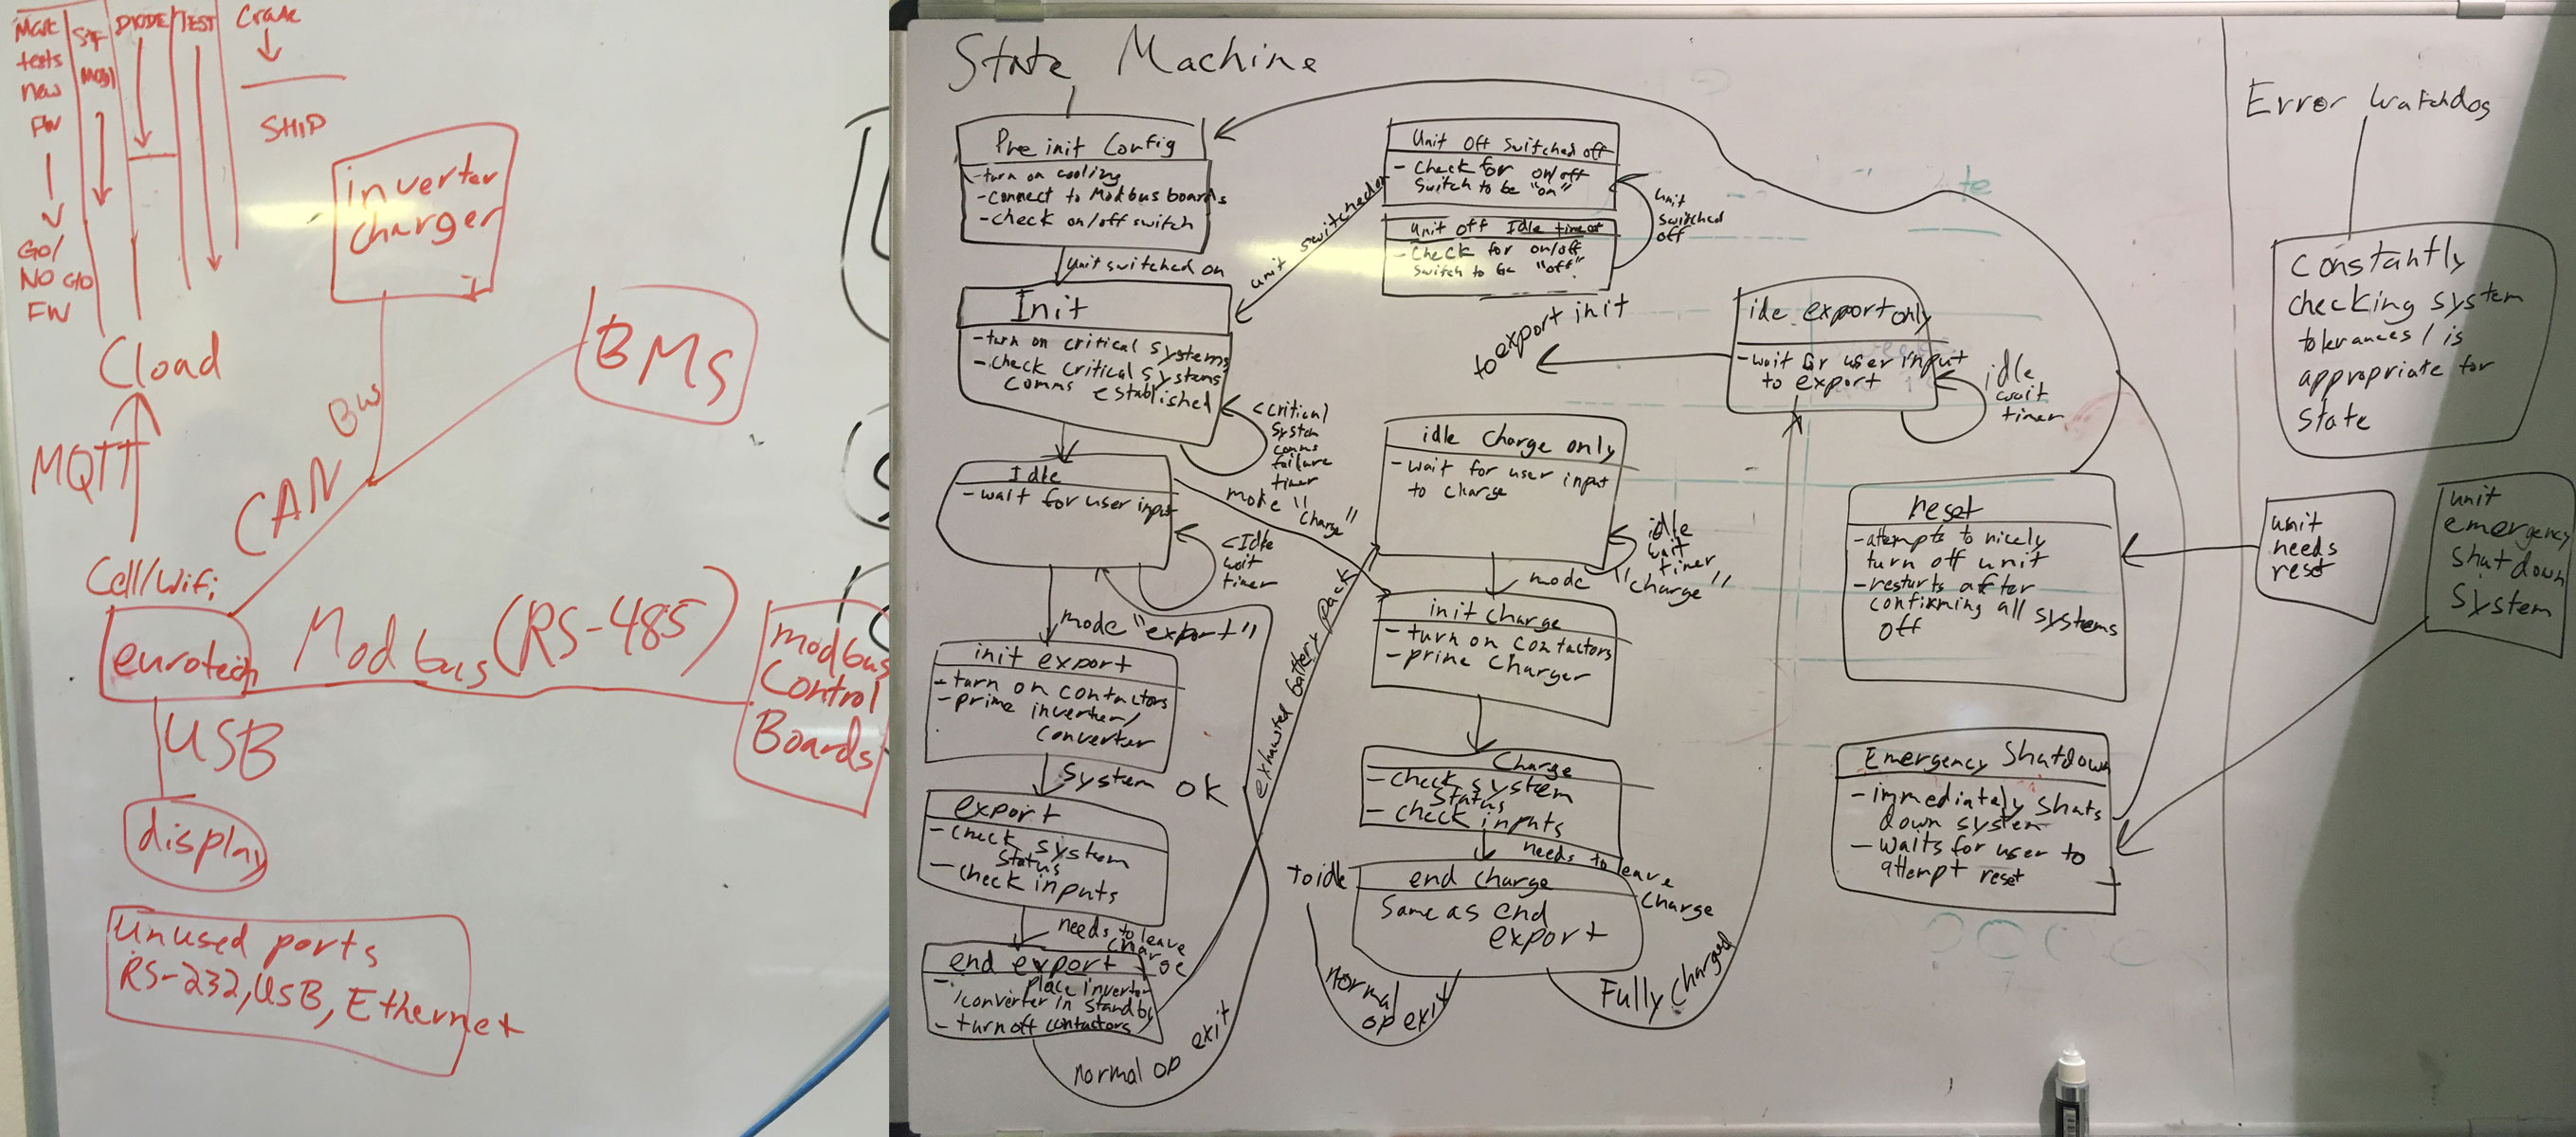 Mark
tests
new
FW
GO/
NO GO
FW
DIODE
TEST
Crane
SHIP
inverter
charger
BMS
Cload
MQTT
CAN Bus
Cell/Wifi
eurotech
Modbus (RS-485)
modbus
Control
Boards
USB
display
Unused ports
RS-232, USB, Ethernet
State Machine
Pre init Config
-turn on cooling
-connect to Modbus boards
-check on/off switch
Unit switched on
Init
-turn on critical systems
-check critical systems
comms established
<critical
system
comms
failure
timer
Idle
-wait for user input
<Idle
wait
timer
mode "charge"
mode "export"
init export
-turn on contactors
-prime inverter/
converter
System OK
export
-check system
status
-check inputs
needs to leave
charge
end export
- place inverter
/converter in standby
-turn off contactors
normal op exit
exhausted battery pack
Unit Off Switched off
- Check for on/off
Switch to be "on"
unit switched on
Unit off Idle timeout
- Check for on/off
Switch to be "off"
unit
switched
off
to export init
ide export only
-wait for user input
to export
idle
wait
timer
idle charge only
- wait for user input
to charge
idle
wait
timer
mode "charge"
init charge
- turn on contactors
- prime charger
Charge
- check system
status
- check inputs
needs to leave
charge
to idle
end charge
Same as end
export
normal
op exit
Fully charged
reset
-attempts to nicely
turn off unit
-restarts after
confirming all systems
off
Emergency Shutdown
- immediately shuts
down system
- waits for user to
attempt reset
Error Watchdog
Constantly
checking system
tolerances / is
appropriate for
state
unit
needs
reset
unit
emergency
shutdown
system